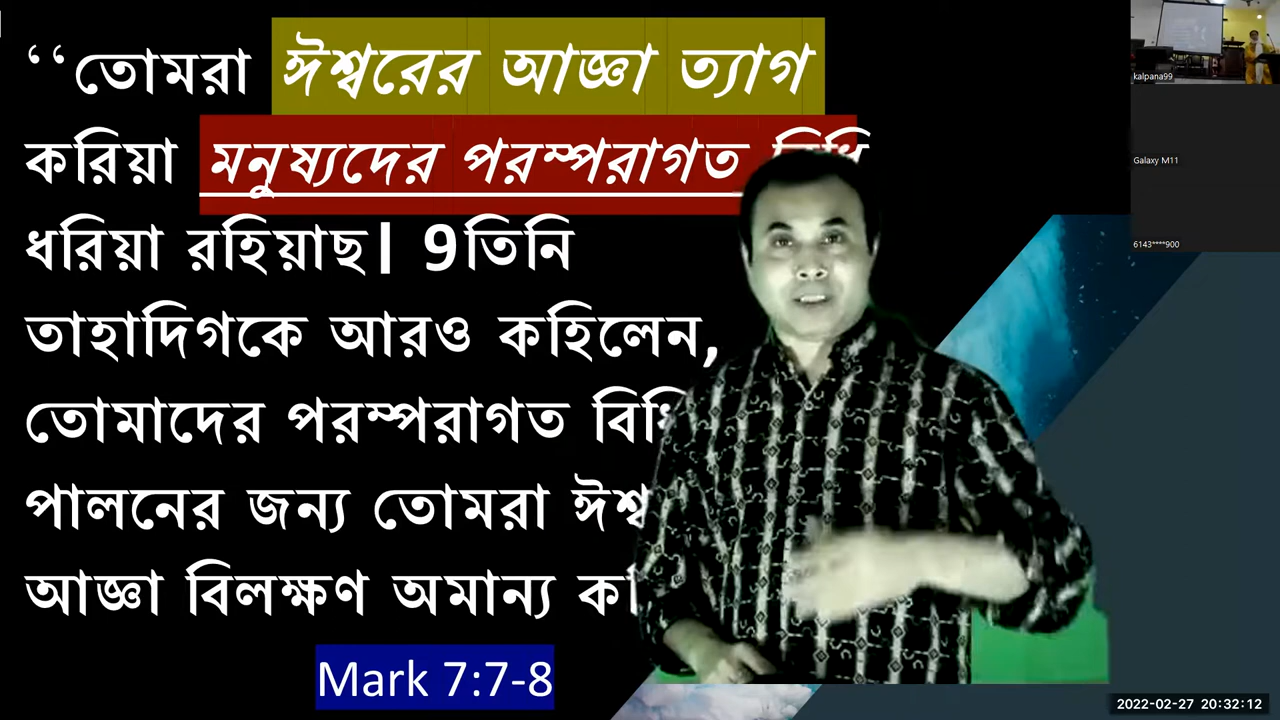 ‘‘তোমরা ঈশ্বরের আজ্ঞা ত্যাগ
করিয়া মনুষ্যদের পরম্পরাগত
ধরিয়া রহিয়াছ| 9তিনি
তাহাদিগকে আরও কহিলেন,
তোমাদের পরম্পরাগত
পালনের জন্য তোমরা
আজ্ঞা বিলক্ষণ অমান্য
Mark 7:7-8
kalpana99
Galaxy M11
6143****900
2022-02-27 20:32:12